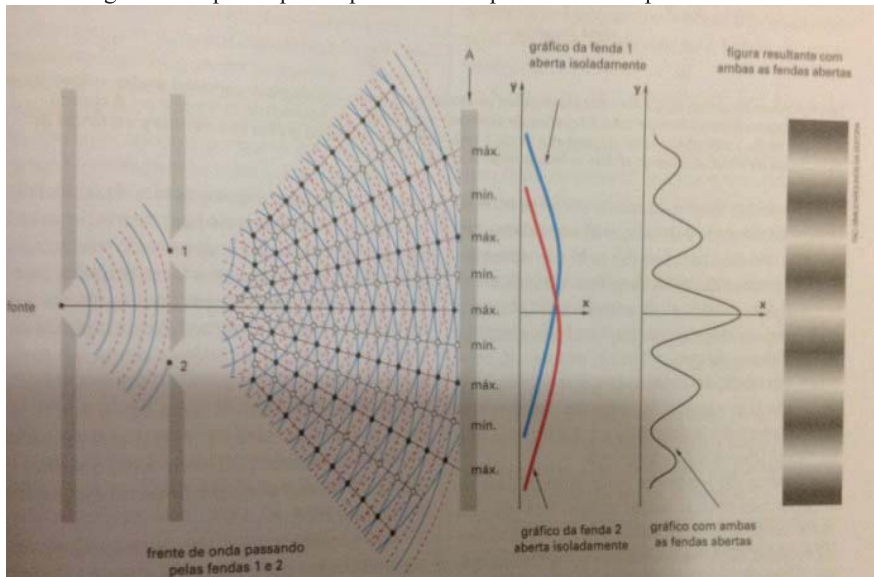 gráfico da fenda 1
aberta isoladamente
figura resultante com
ambas as fendas abertas
A
y
y
máx.
mín.
máx.
mín.
máx.
mín.
máx.
mín.
máx.
fonte
1
2
x
x
frente de onda passando
pelas fendas 1 e 2
gráfico da fenda 2
aberta isoladamente
gráfico com ambas
as fendas abertas